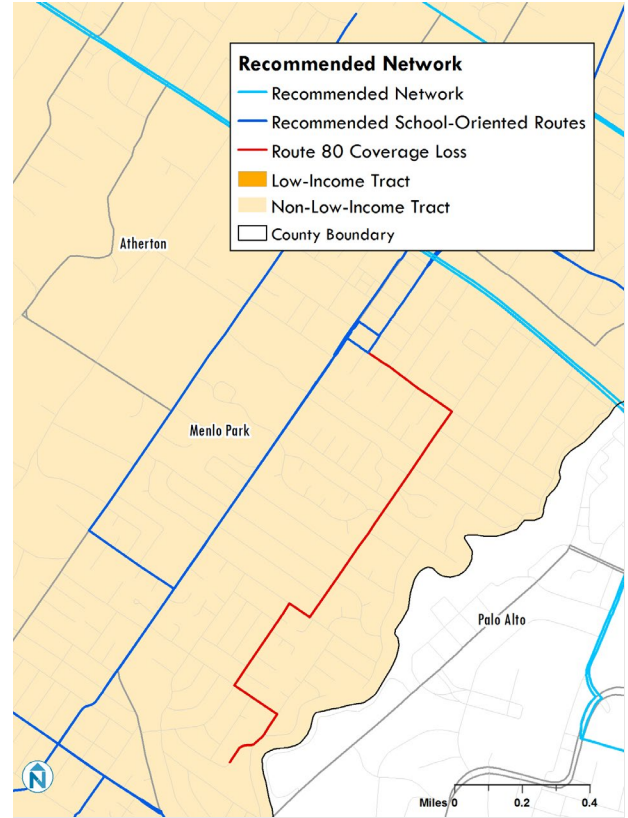 Recommended Network
Recommended Network
Recommended School-Oriented Routes
Route 80 Coverage Loss
Low-Income Tract
Non-Low-Income Tract
County Boundary
Atherton
Menlo Park
Palo Alto
N
Miles 0 0.2 0.4